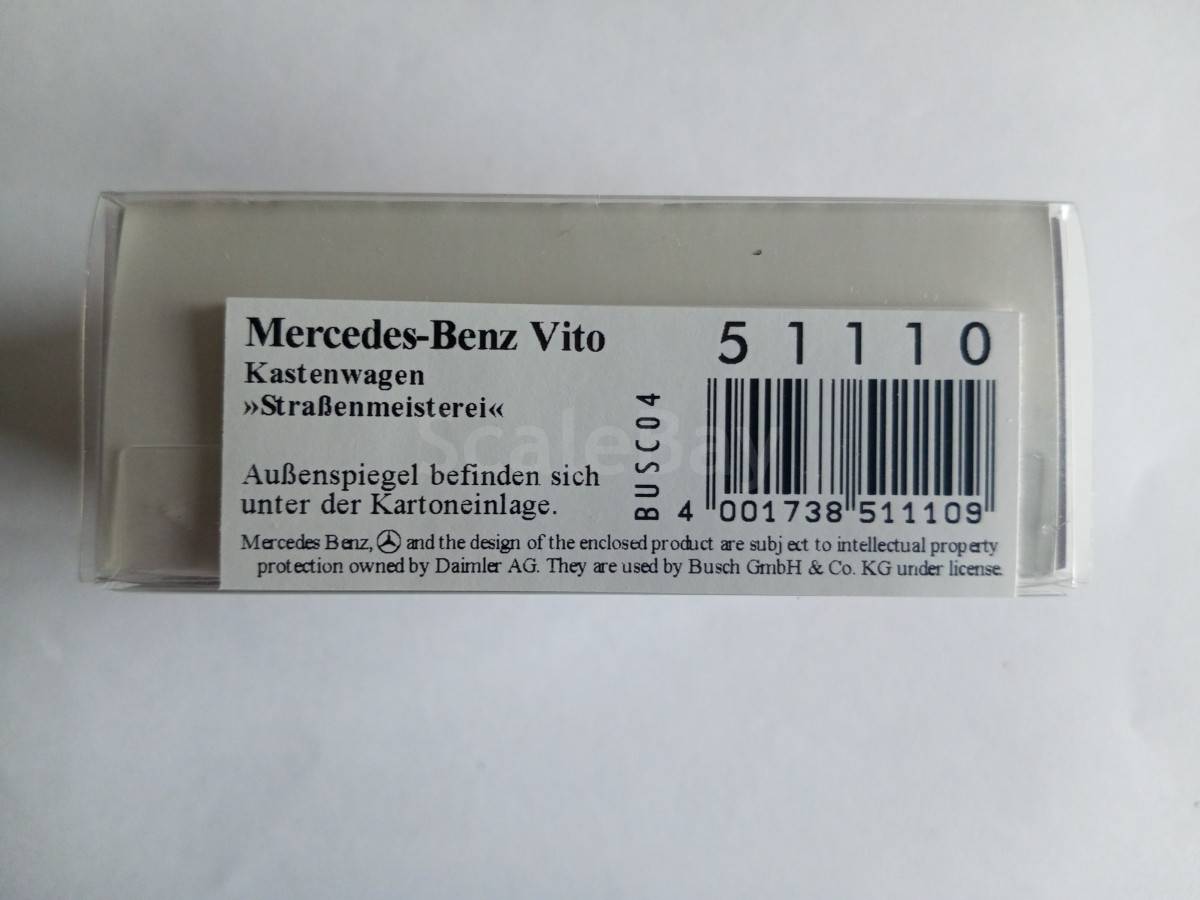 Mercedes-Benz Vito
Kastenwagen
»Straßenmeisterei«
Außenspiegel befinden sich
unter der Kartoneinlage.
51110
BUSC04
4 001738 511109
Mercedes Benz, and the design of the enclosed product are subject to intellectual property
protection owned by Daimler AG. They are used by Busch GmbH & Co. KG under license.
ScaleBay